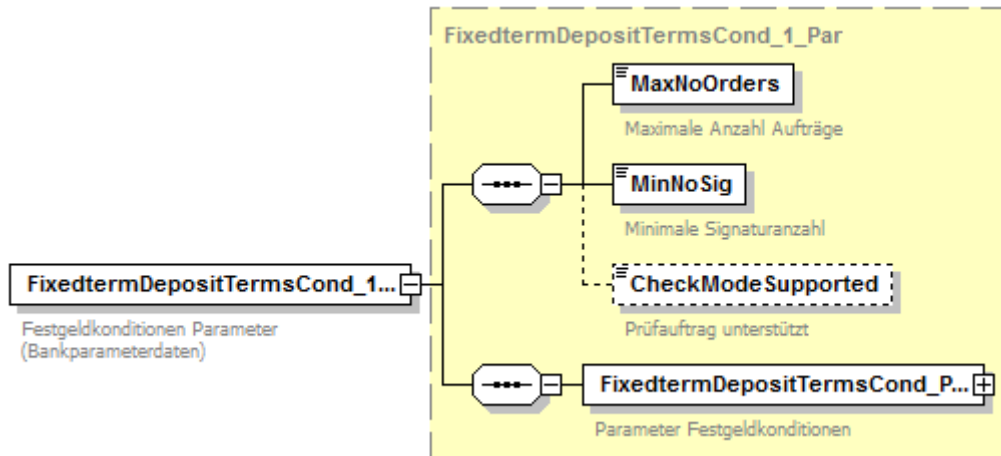 FixedtermDepositTermsCond_1_Par
MaxNoOrders
Maximale Anzahl Aufträge
MinNoSig
Minimale Signaturanzahl
FixedtermDepositTermsCond_1...
Festgeldkonditionen Parameter
(Bankparameterdaten)
CheckModeSupported
Prüfauftrag unterstützt
FixedtermDepositTermsCond_P...
Parameter Festgeldkonditionen